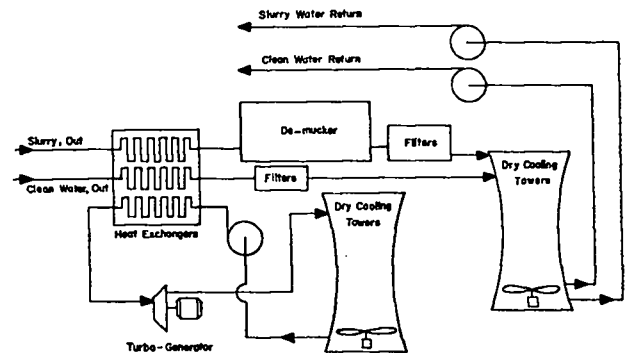 Slurry Water Return
Clean Water Return
De-mucker
Filters
Slurry, Out
Dry Cooling
Towers
Clean Water, Out
Filters
Dry Cooling
Towers
Heat Exchangers
Turbo-Generator